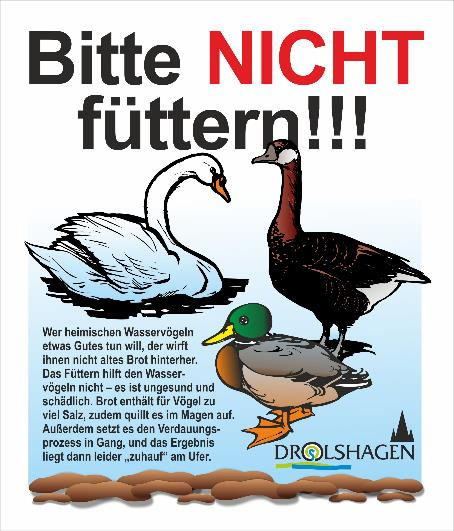 Bitte NICHT
füttern!!!
Wer heimischen Wasservögeln
etwas Gutes tun will, der wirft
ihnen nicht altes Brot hinterher.
Das Füttern hilft den Wasser-
vögeln nicht – es ist ungesund und
schädlich. Brot enthält für Vögel zu
viel Salz, zudem quillt es im Magen auf.
Außerdem setzt es den Verdauungs-
prozess in Gang, und das Ergebnis
liegt dann leider „zuhauf“ am Ufer.
DROLSHAGEN